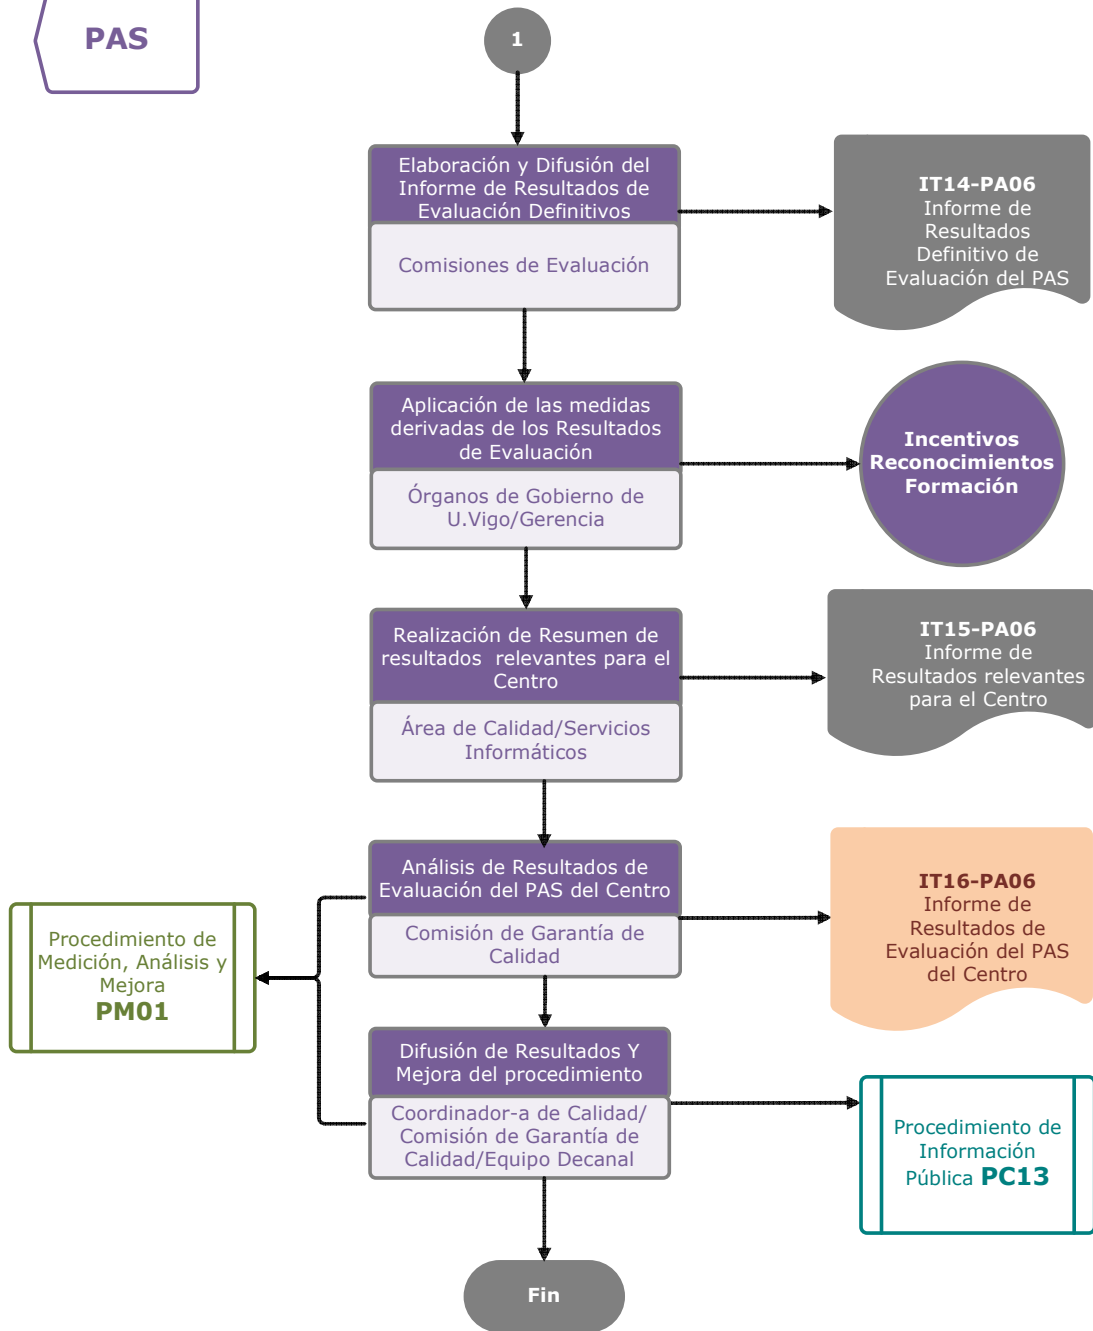 PAS
1
Elaboración y Difusión del
Informe de Resultados de
Evaluación Definitivos
Comisiones de Evaluación
IT14-PA06
Informe de
Resultados
Definitivo de
Evaluación del PAS
Aplicación de las medidas
derivadas de los Resultados
de Evaluación
Órganos de Gobierno de
U.Vigo/Gerencia
Incentivos
Reconocimientos
Formación
Realización de Resumen de
resultados relevantes para el
Centro
Área de Calidad/Servicios
Informáticos
IT15-PA06
Informe de
Resultados relevantes
para el Centro
Análisis de Resultados de
Evaluación del PAS del Centro
Comisión de Garantía de
Calidad
IT16-PA06
Informe de
Resultados de
Evaluación del PAS
del Centro
Procedimiento de
Medición, Análisis y
Mejora
PM01
Difusión de Resultados Y
Mejora del procedimiento
Coordinador-a de Calidad/
Comisión de Garantía de
Calidad/Equipo Decanal
Procedimiento de
Información
Pública PC13
Fin